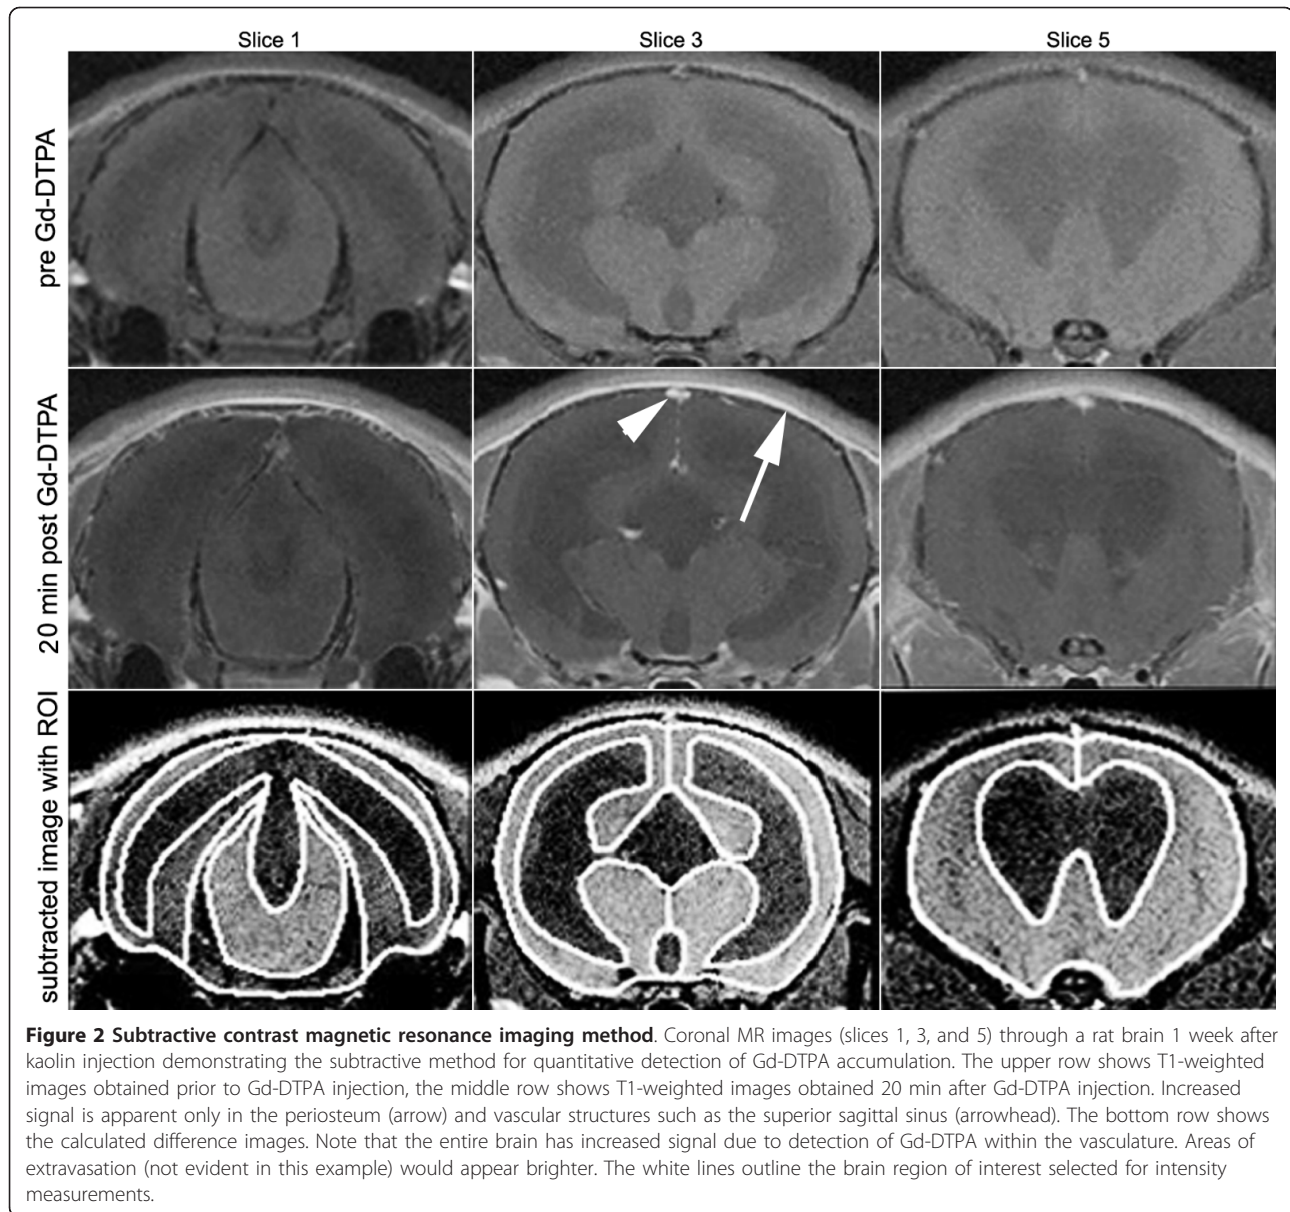 Slice 1
Slice 3
Slice 5
pre Gd-DTPA
20 min post Gd-DTPA
subtracted image with ROI
Figure 2 Subtractive contrast magnetic resonance imaging method. Coronal MR images (slices 1, 3, and 5) through a rat brain 1 week after
kaolin injection demonstrating the subtractive method for quantitative detection of Gd-DTPA accumulation. The upper row shows T1-weighted
images obtained prior to Gd-DTPA injection, the middle row shows T1-weighted images obtained 20 min after Gd-DTPA injection. Increased
signal is apparent only in the periosteum (arrow) and vascular structures such as the superior sagittal sinus (arrowhead). The bottom row shows
the calculated difference images. Note that the entire brain has increased signal due to detection of Gd-DTPA within the vasculature. Areas of
extravasation (not evident in this example) would appear brighter. The white lines outline the brain region of interest selected for intensity
measurements.